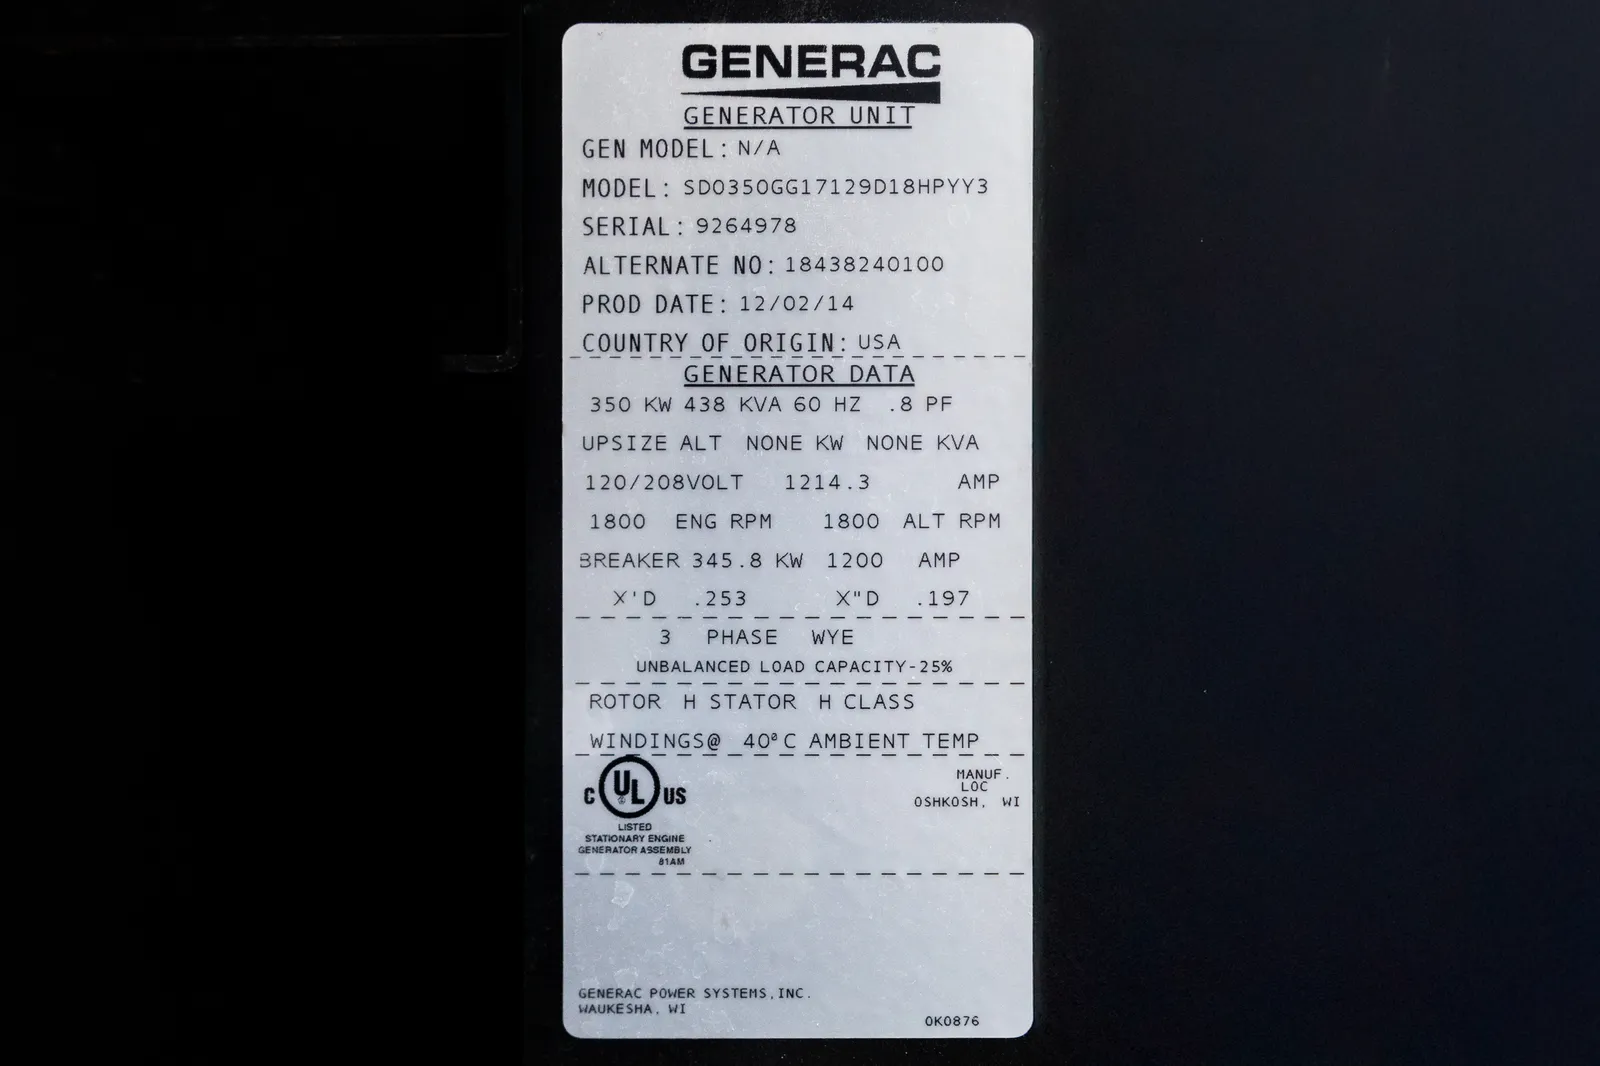 GENERAC
GENERATOR UNIT
GEN MODEL: N/A
MODEL: SD0350GG17129D18HPYY3
SERIAL: 9264978
ALTERNATE NO: 18438240100
PROD DATE: 12/02/14
COUNTRY OF ORIGIN: USA
GENERATOR DATA
350 KW 438 KVA 60 HZ .8 PF
UPSIZE ALT NONE KW NONE KVA
120/208VOLT 1214.3 AMP
1800 ENG RPM 1800 ALT RPM
BREAKER 345.8 KW 1200 AMP
X'D .253 X"D .197
3 PHASE WYE
UNBALANCED LOAD CAPACITY-25%
ROTOR H STATOR H CLASS
WINDINGS@ 40°C AMBIENT TEMP
C UL US
LISTED
STATIONARY ENGINE
GENERATOR ASSEMBLY
81AM
MANUF.
LOC
OSHKOSH, WI
GENERAC POWER SYSTEMS, INC.
WAUKESHA, WI
0K0876